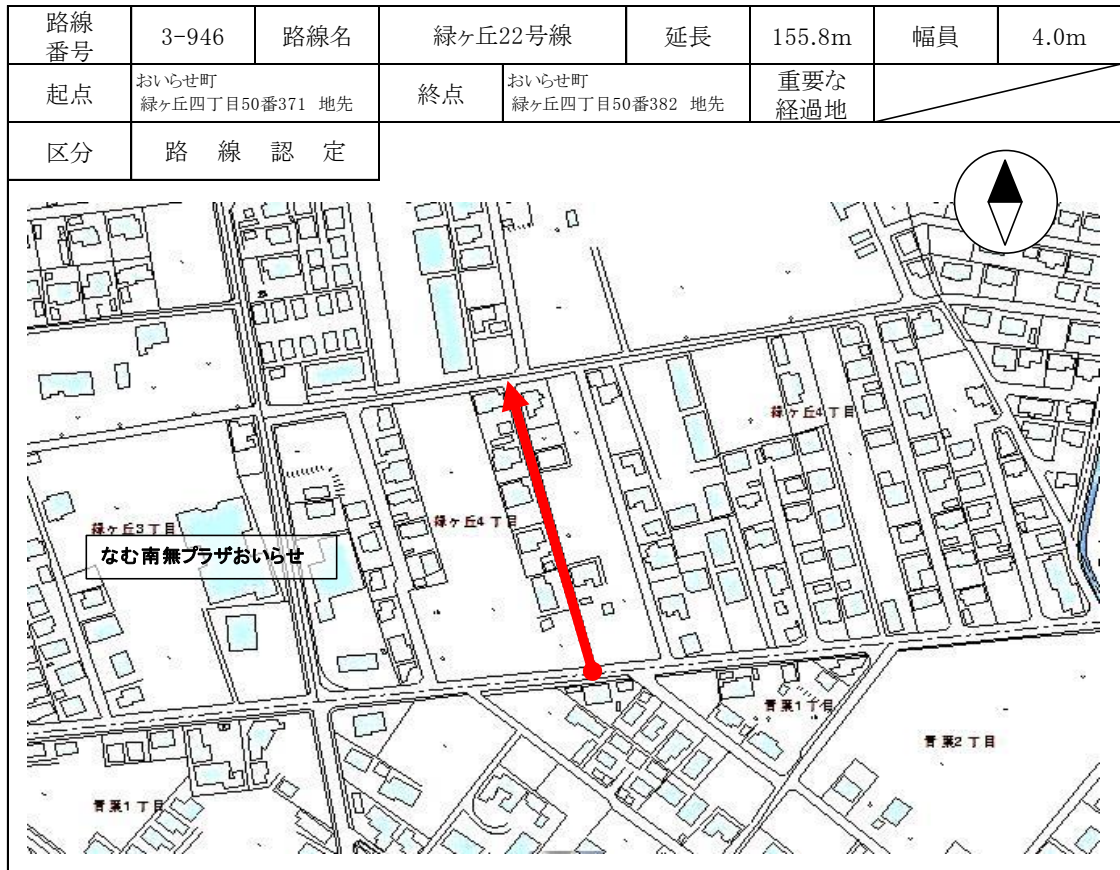 路線
番号
3-946
路線名
緑ヶ丘22号線
延長
155.8m
幅員
4.0m
起点
おいらせ町
緑ヶ丘四丁目50番371 地先
終点
おいらせ町
緑ヶ丘四丁目50番382 地先
重要な
経過地
区分
路 線 認 定
緑ヶ丘4丁目
緑ヶ丘3丁目
緑ヶ丘4丁目
なむ南無プラザおいらせ
青葉1丁目
青葉2丁目
青葉1丁目